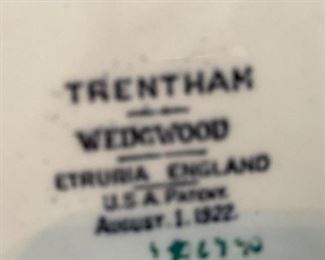 TRENTHAM
WEDGWOOD
ETRURIA ENGLAND
U.S.A. PATENT.
AUGUST. 1. 1922.